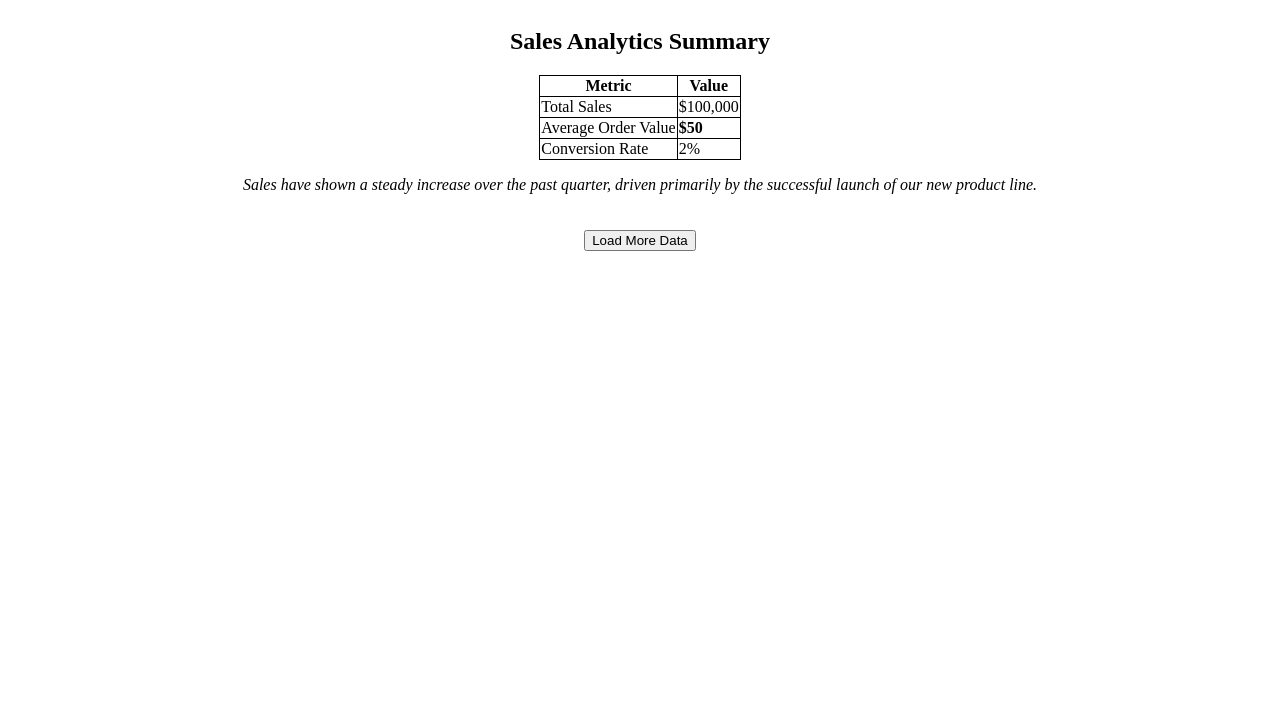 Sales Analytics Summary
Metric Value
Total Sales $100,000
Average Order Value $50
Conversion Rate 2%
Sales have shown a steady increase over the past quarter, driven primarily by the successful launch of our new product line.
Load More Data